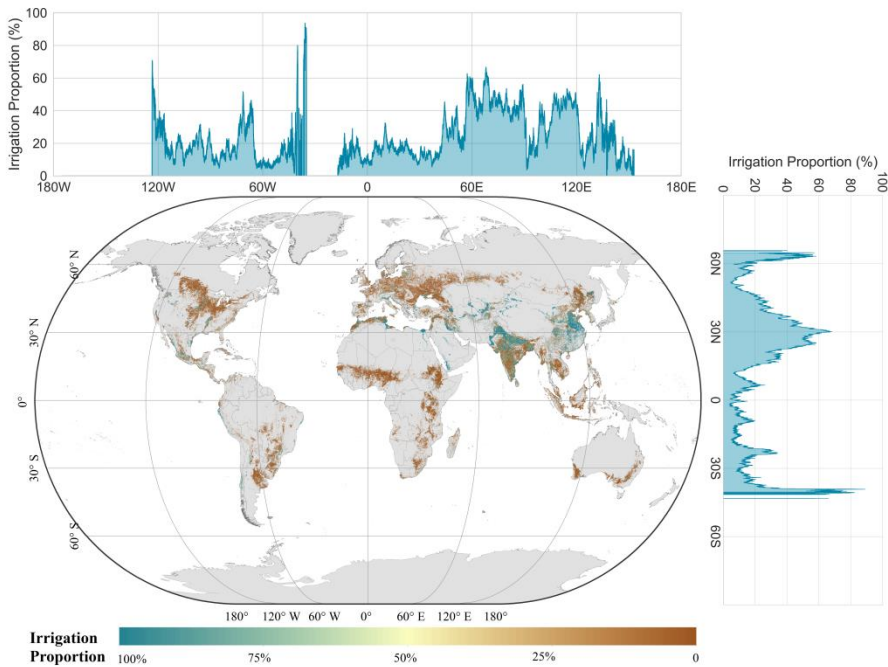 Irrigation Proportion (%)
100
80
60
40
20
0
180W
120W
60W
0
60E
120E
180E
Irrigation Proportion (%)
0 20 40 60 80 100
60N
30N
0
30S
60S
60° N
30° N
0°
30° S
60° S
180° 120° W 60° W 0° 60° E 120° E 180°
Irrigation
Proportion
100% 75% 50% 25% 0